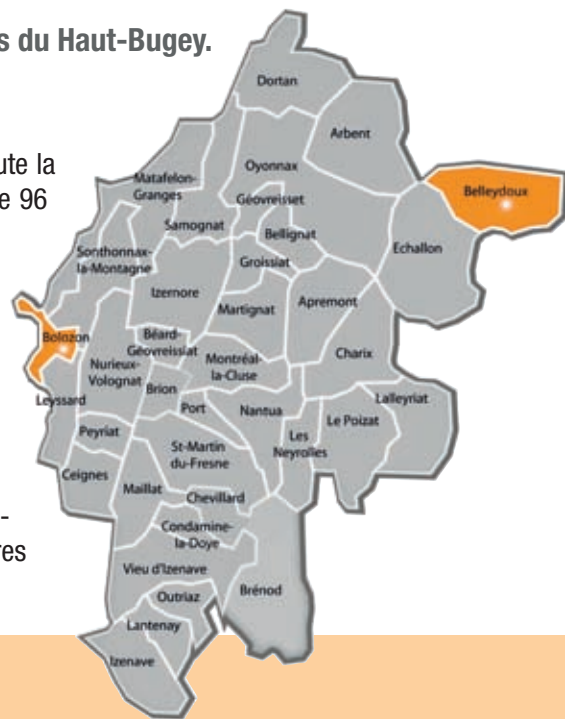 s du Haut-Bugey.
ute la
e 96
-
res
Dortan
Arbent
Oyonnax
Matafelon-
Granges
Géovreisset
Belleydoux
Samognat
Bellignat
Echallon
Sonthonnax-
la-Montagne
Groissiat
Izernore
Martignat
Apremont
Bolozon
Béard-
Géovreissiat
Charix
Nurieux-
Volognat
Montréal-
la-Cluse
Brion
Lalleyriat
Leyssard
Port
Nantua
Le Poizat
Peyriat
Les
Neyrolles
St-Martin
du-Fresne
Ceignes
Maillat
Chevillard
Condamine-
la-Doye
Vieu d'Izenave
Brénod
Outriaz
Lantenay
Izenave